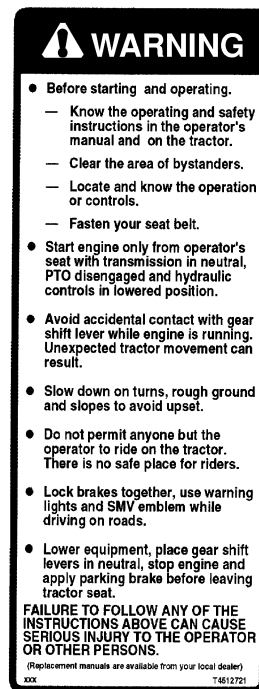 WARNING
● Before starting and operating.
— Know the operating and safety
instructions in the operator's
manual and on the tractor.
— Clear the area of bystanders.
— Locate and know the operation
or controls.
— Fasten your seat belt.
● Start engine only from operator's
seat with transmission in neutral,
PTO disengaged and hydraulic
controls in lowered position.
● Avoid accidental contact with gear
shift lever while engine is running.
Unexpected tractor movement can
result.
● Slow down on turns, rough ground
and slopes to avoid upset.
● Do not permit anyone but the
operator to ride on the tractor.
There is no safe place for riders.
● Lock brakes together, use warning
lights and SMV emblem while
driving on roads.
● Lower equipment, place gear shift
levers in neutral, stop engine and
apply parking brake before leaving
tractor seat.
FAILURE TO FOLLOW ANY OF THE
INSTRUCTIONS ABOVE CAN CAUSE
SERIOUS INJURY TO THE OPERATOR
OR OTHER PERSONS.
(Replacement manuals are available from your local dealer)
xxx T4512721